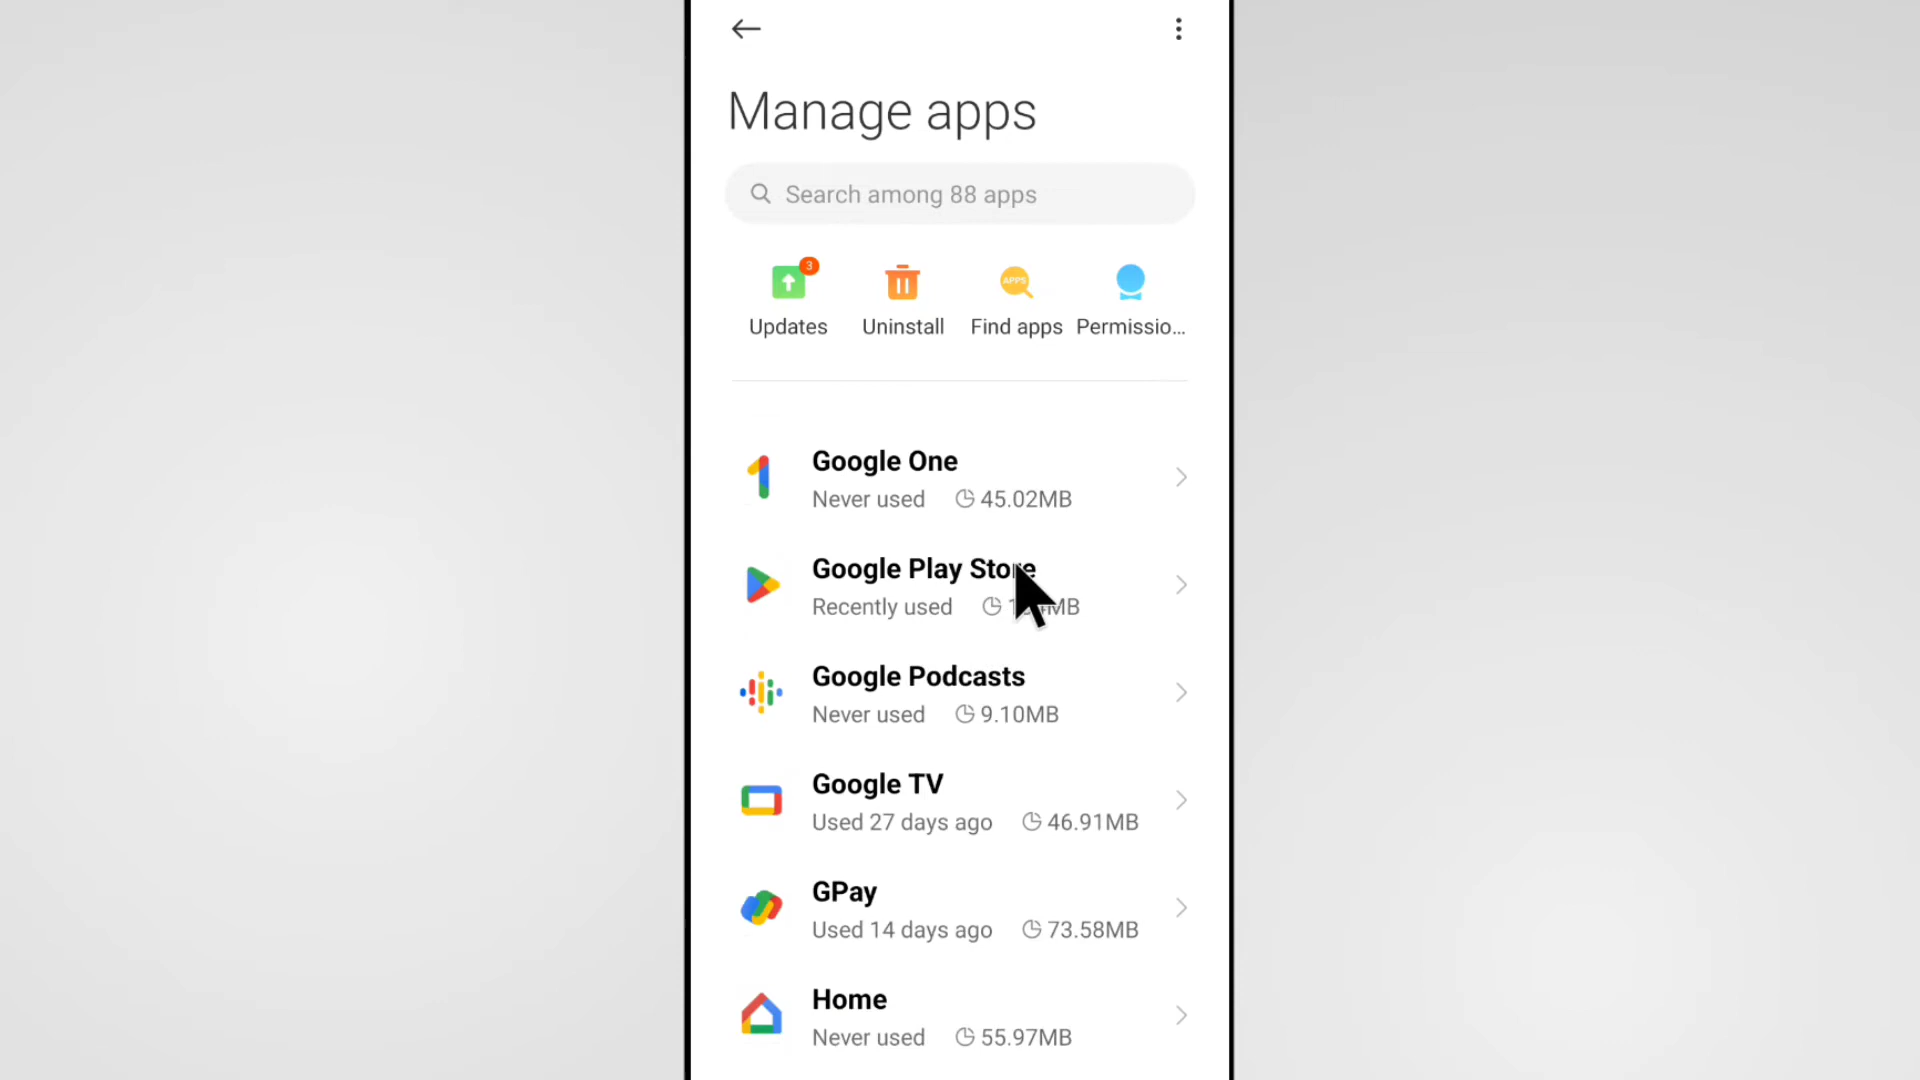 Manage apps
Search among 88 apps
3
APPS
Updates Uninstall Find apps Permissio...
Google One
Never used 45.02MB
Google Play Store
Recently used
Google Podcasts
Never used 9.10MB
Google TV
Used 27 days ago 46.91MB
GPay
Used 14 days ago 73.58MB
Home
Never used 55.97MB